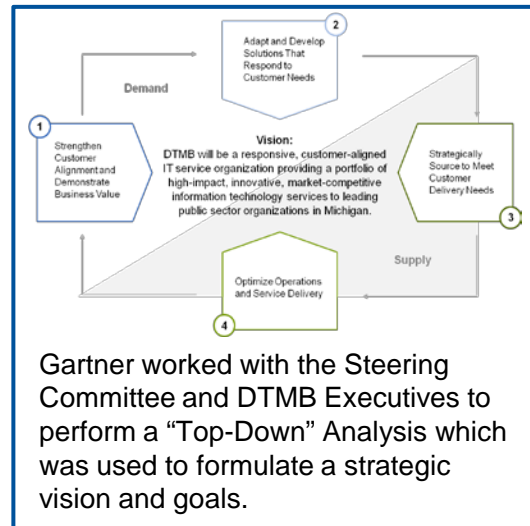 2
Adapt and Develop
Solutions That
Respond to
Customer Needs
Demand
1
Strengthen
Customer
Alignment and
Demonstrate
Business Value
Vision:
DTMB will be a responsive, customer-aligned
IT service organization providing a portfolio of
high-impact, innovative, market-competitive
information technology services to leading
public sector organizations in Michigan.
Strategically
Source to Meet
Customer
Delivery Needs
3
Supply
Optimize Operations
and Service Delivery
4
Gartner worked with the Steering
Committee and DTMB Executives to
perform a “Top-Down” Analysis which
was used to formulate a strategic
vision and goals.